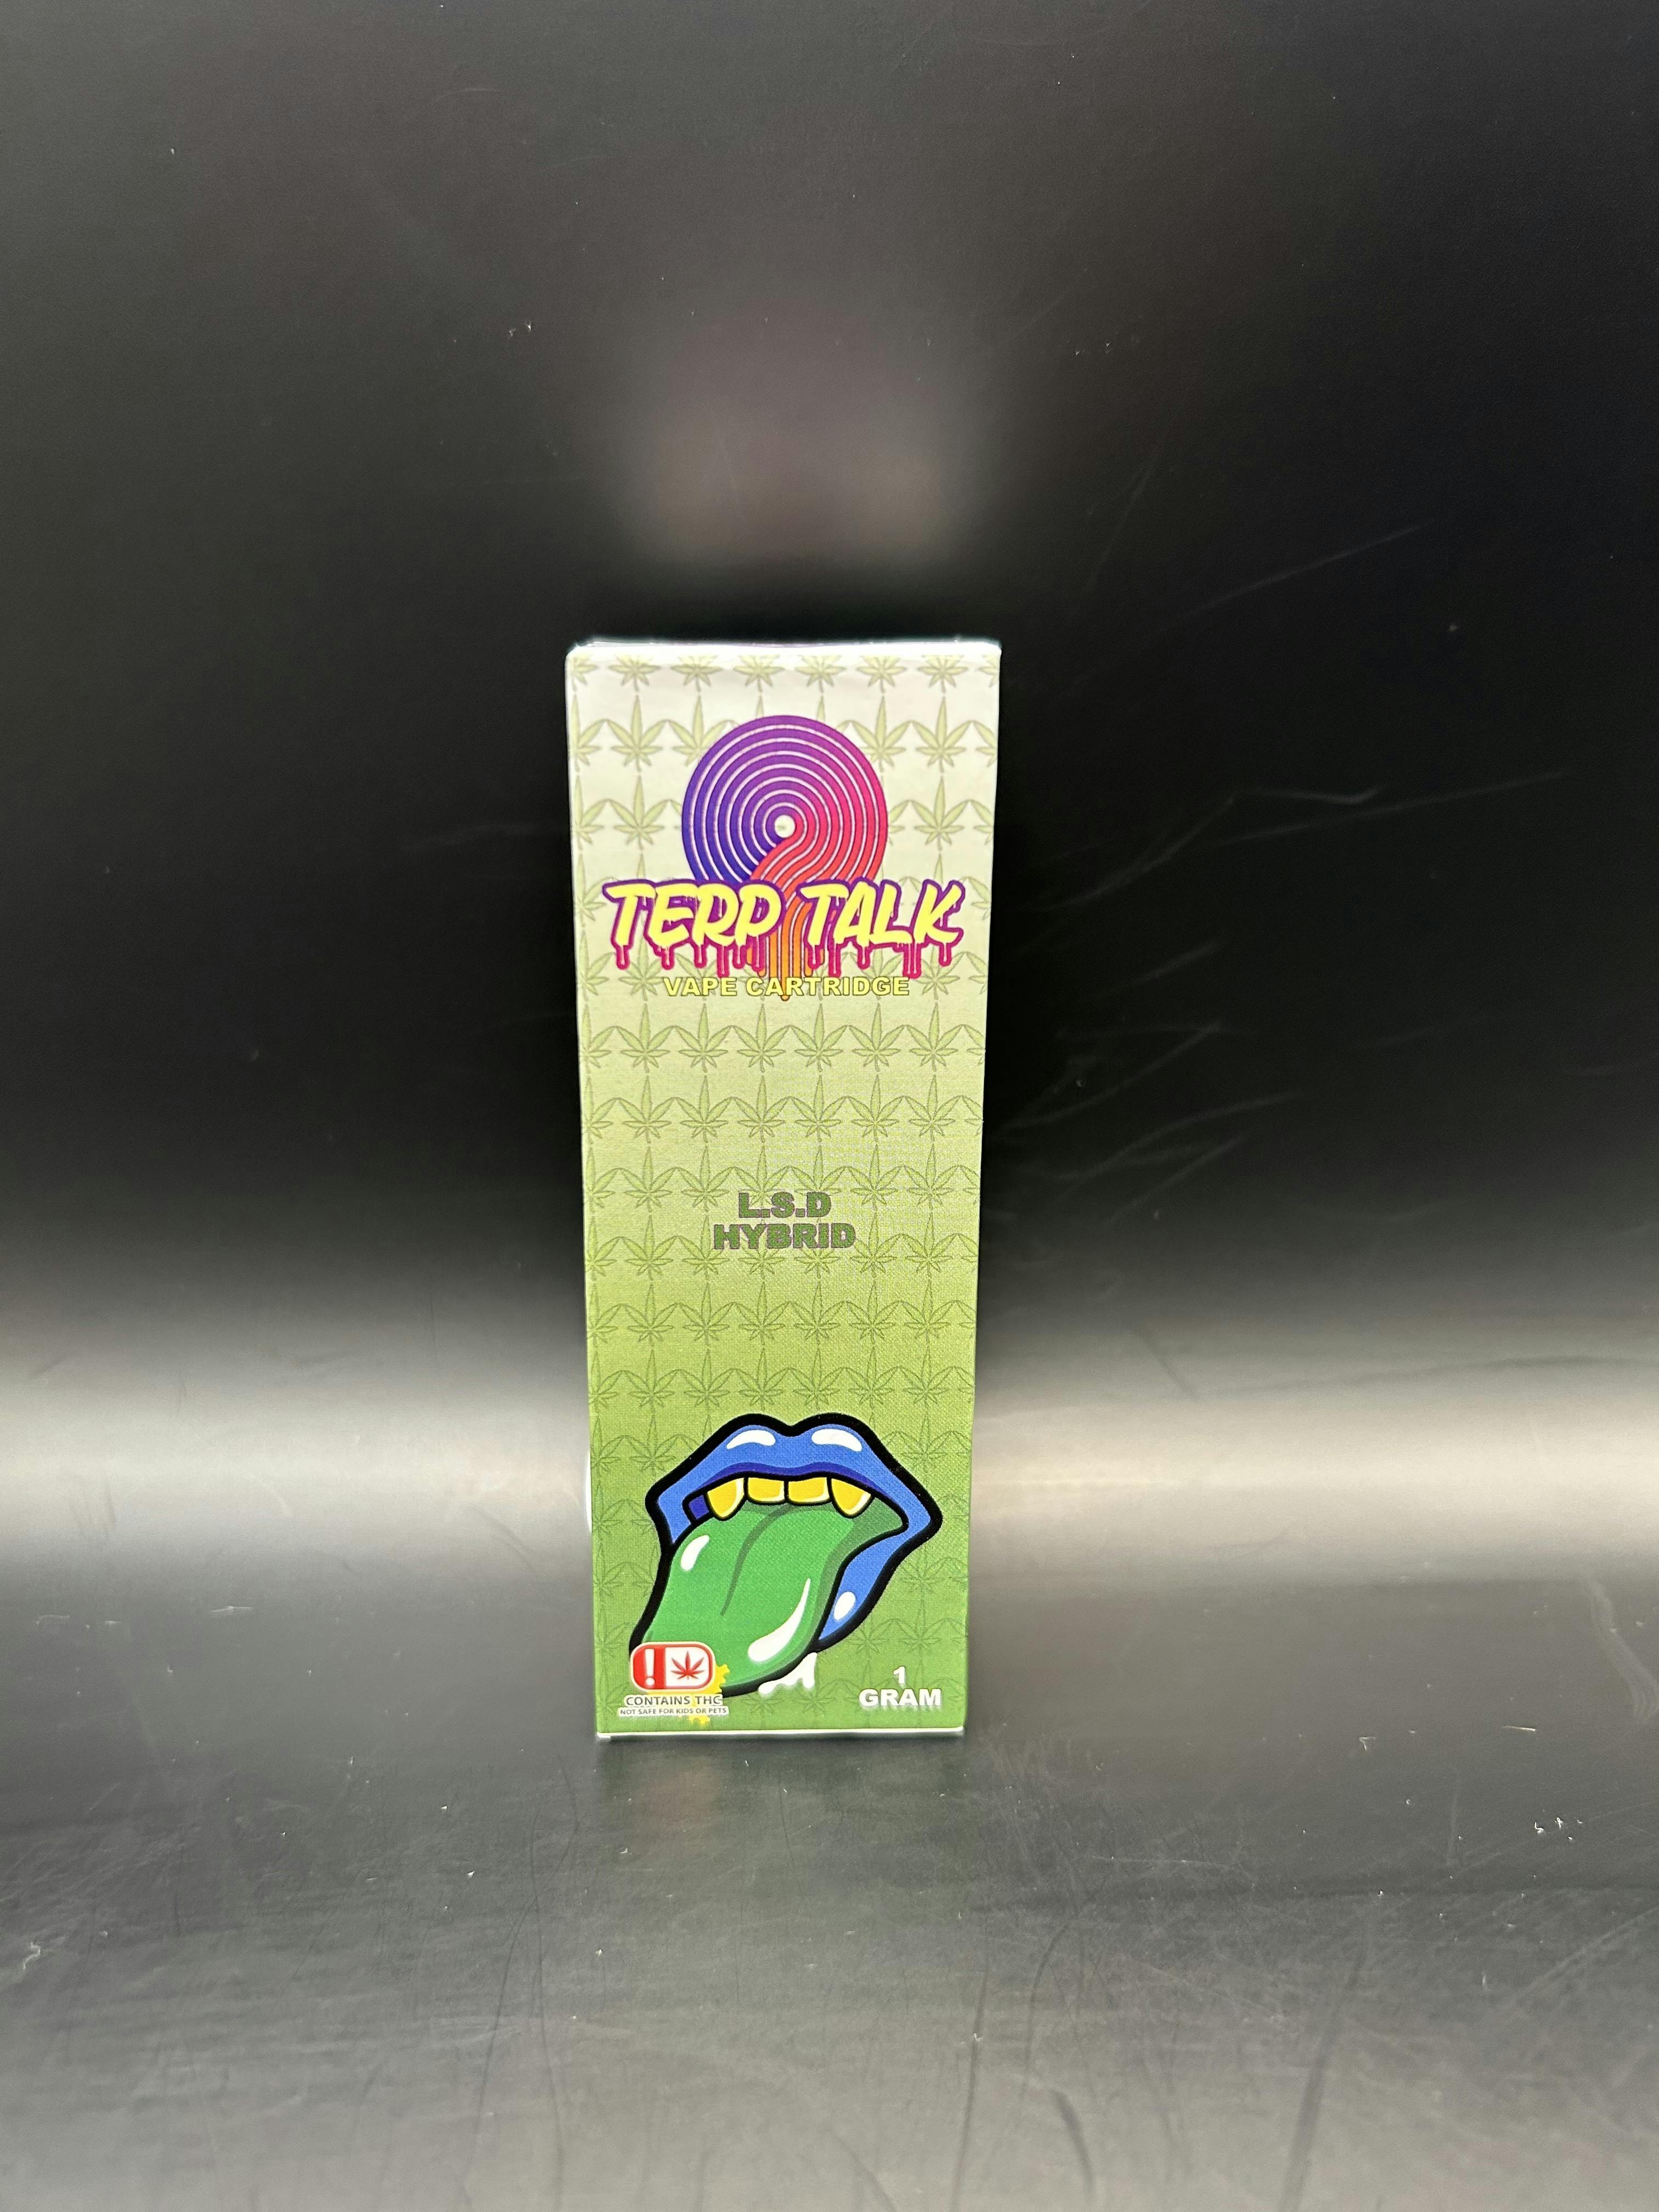 TERP TALK
VAPE CARTRIDGE
L.S.D
HYBRID
!
CONTAINS THC
NOT SAFE FOR KIDS OR PETS
1
GRAM